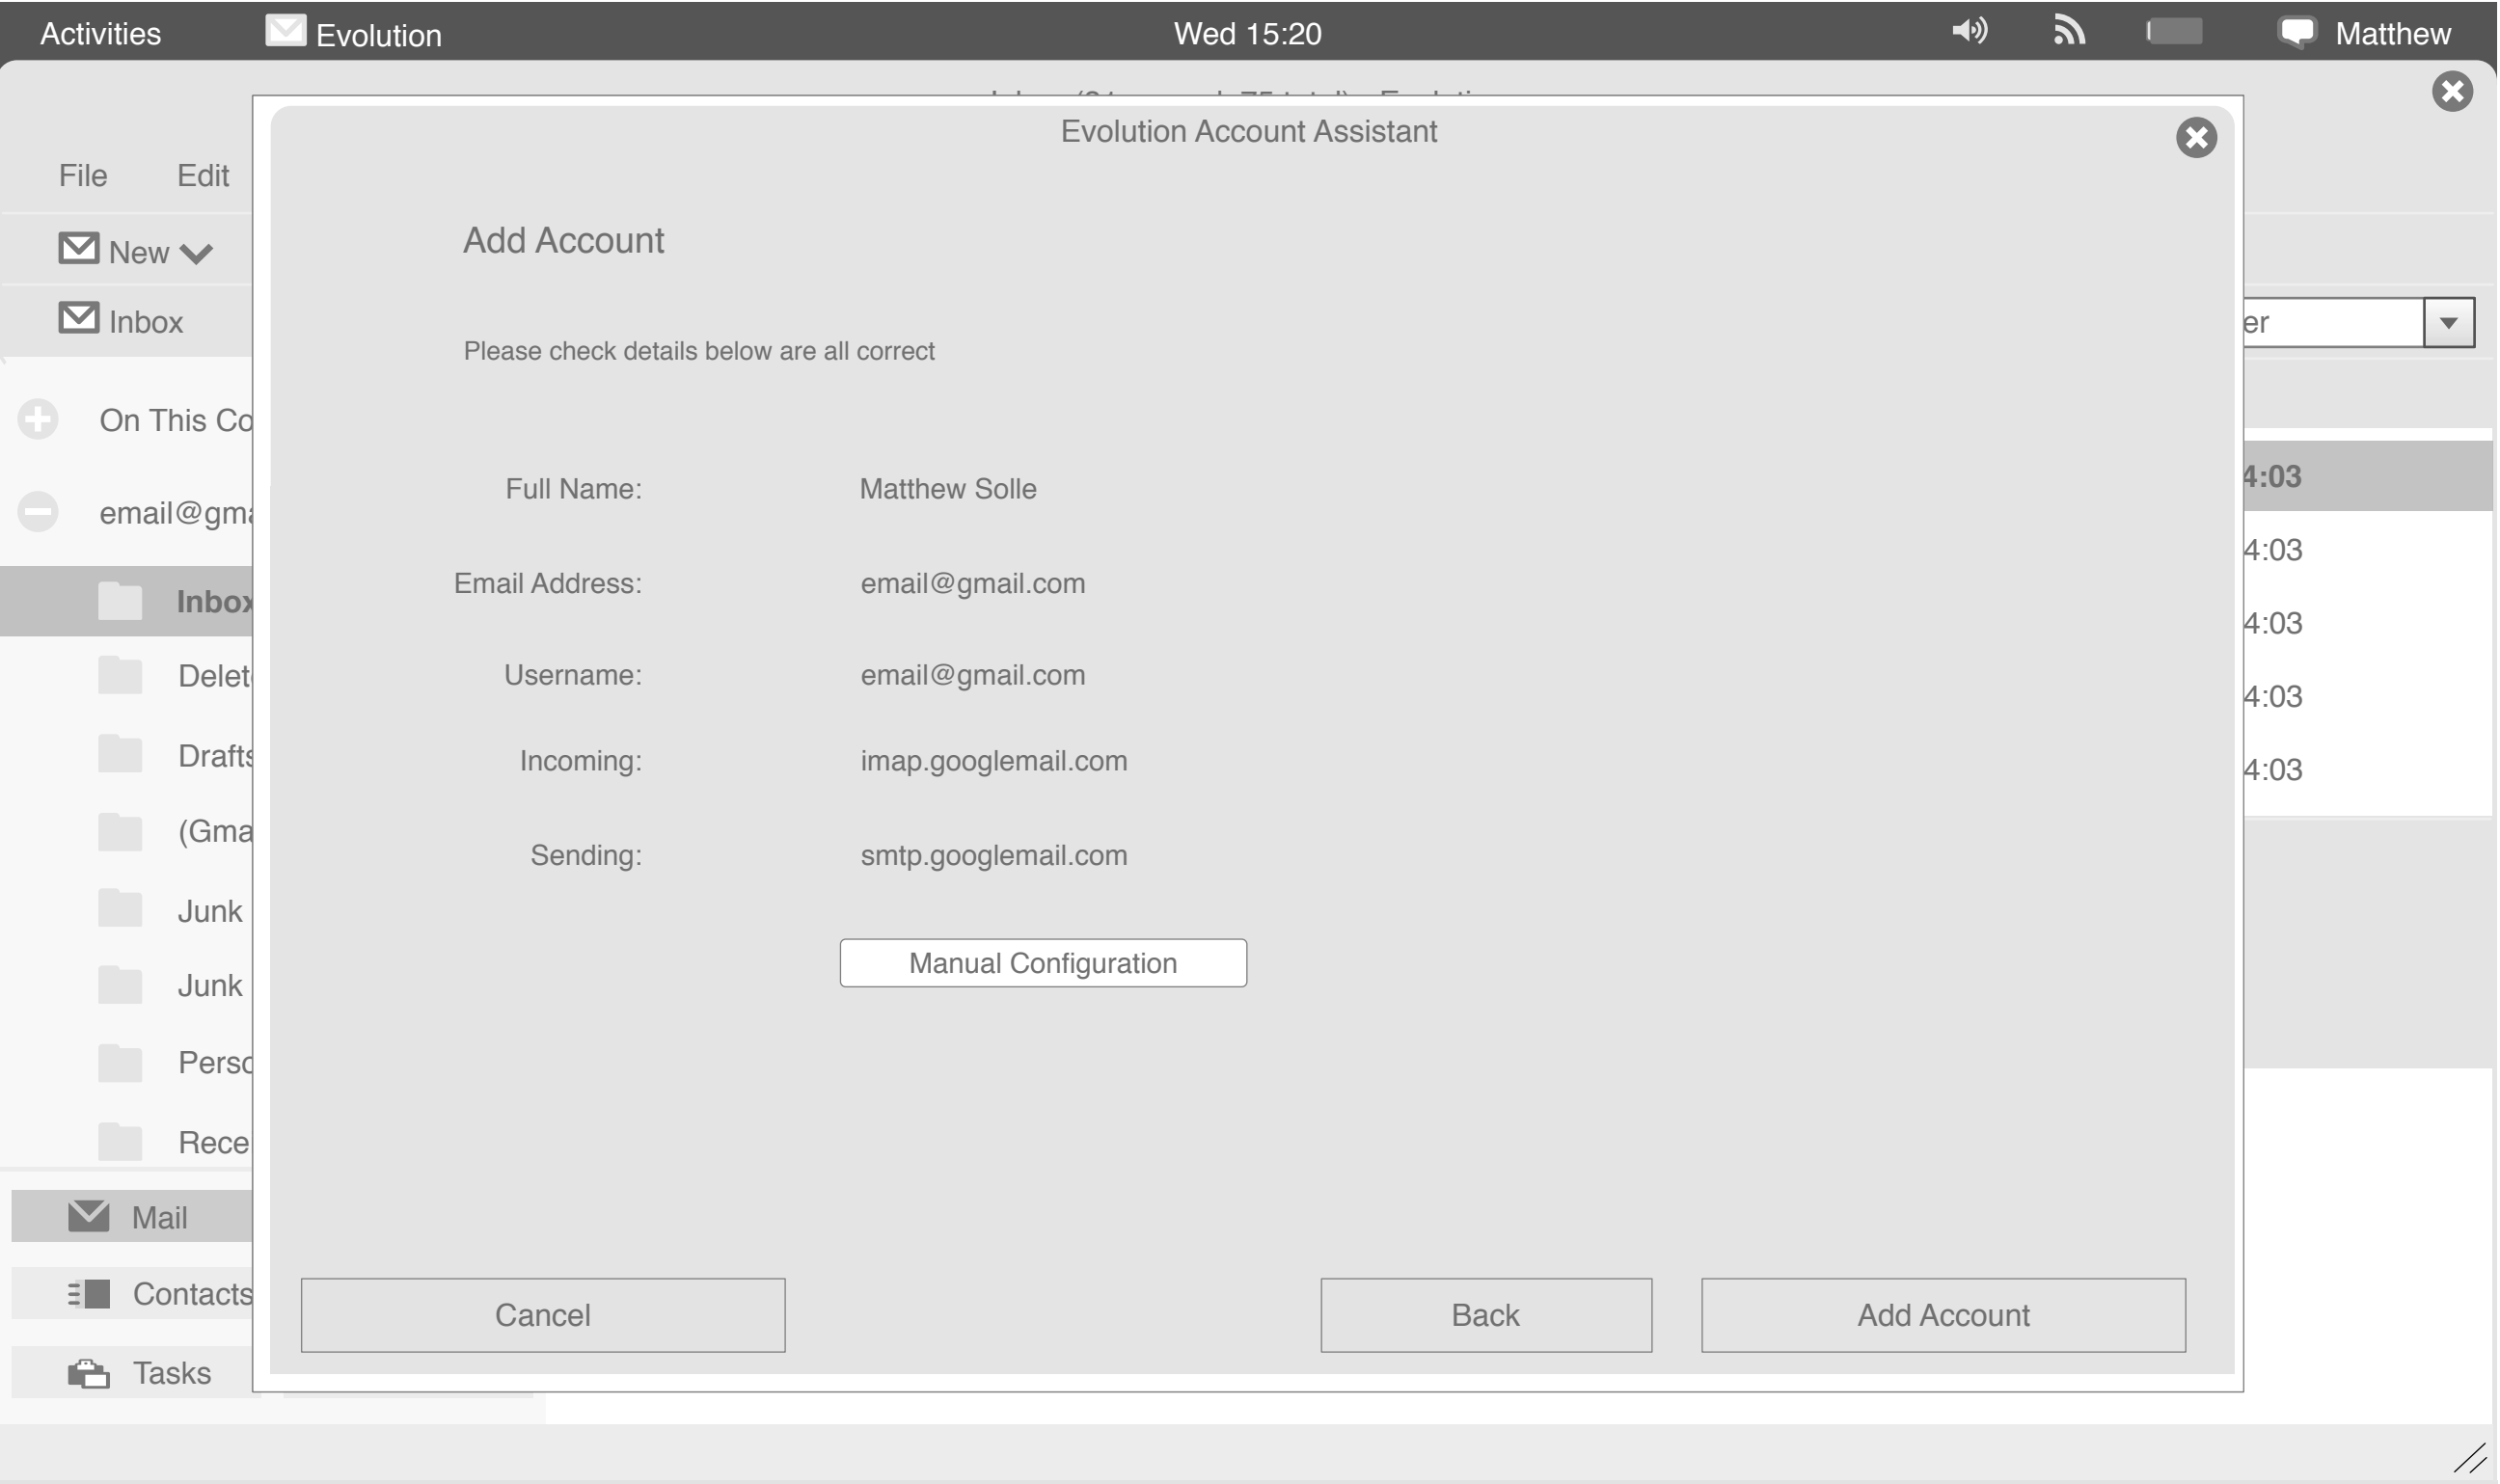 Activities
Evolution
Wed 15:20
Matthew
Evolution Account Assistant
File
Edit
Add Account
New
Inbox
er
Please check details below are all correct
On This Co
4:03
Full Name:
Matthew Solle
email@gma
4:03
Email Address:
email@gmail.com
Inbox
4:03
Username:
email@gmail.com
Delet
4:03
Drafts
Incoming:
imap.googlemail.com
4:03
(Gma
Sending:
smtp.googlemail.com
Junk
Manual Configuration
Junk
Perso
Rece
Mail
Contacts
Cancel
Back
Add Account
Tasks